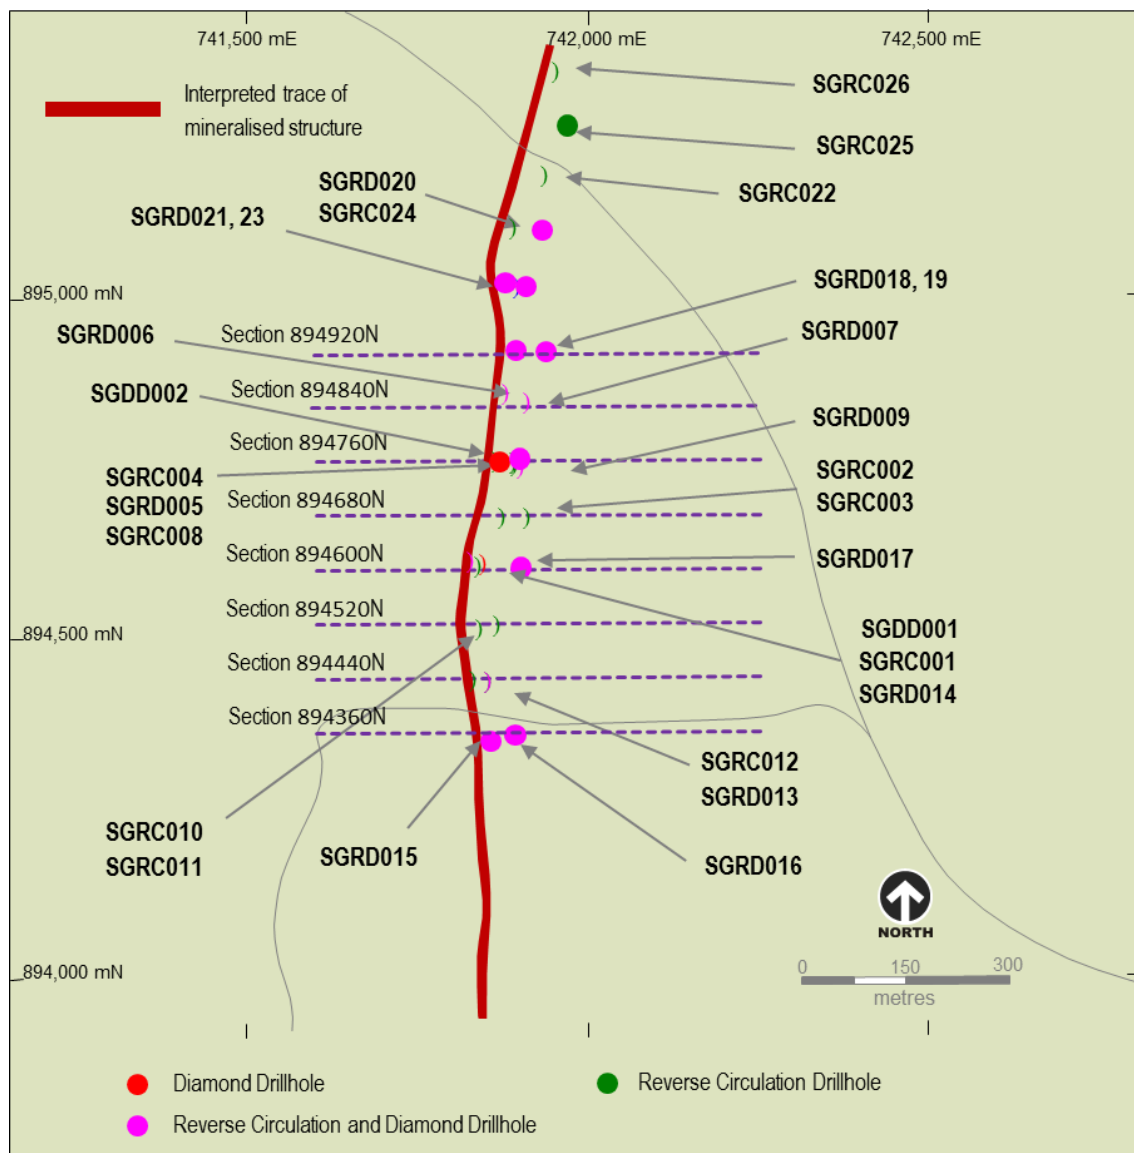 741,500 mE
742,000 mE
742,500 mE
Interpreted trace of
mineralised structure
SGRC026
SGRC025
SGRD020
SGRC024
SGRC022
SGRD021, 23
895,000 mN
SGRD018, 19
SGRD006
Section 894920N
SGRD007
SGDD002
Section 894840N
SGRD009
Section 894760N
SGRC004
SGRD005
SGRC008
SGRC002
SGRC003
Section 894680N
Section 894600N
SGRD017
Section 894520N
894,500 mN
SGDD001
SGRC001
SGRD014
Section 894440N
Section 894360N
SGRC012
SGRD013
SGRC010
SGRC011
SGRD015
SGRD016
NORTH
894,000 mN
0 150 300
metres
Diamond Drillhole
Reverse Circulation Drillhole
Reverse Circulation and Diamond Drillhole